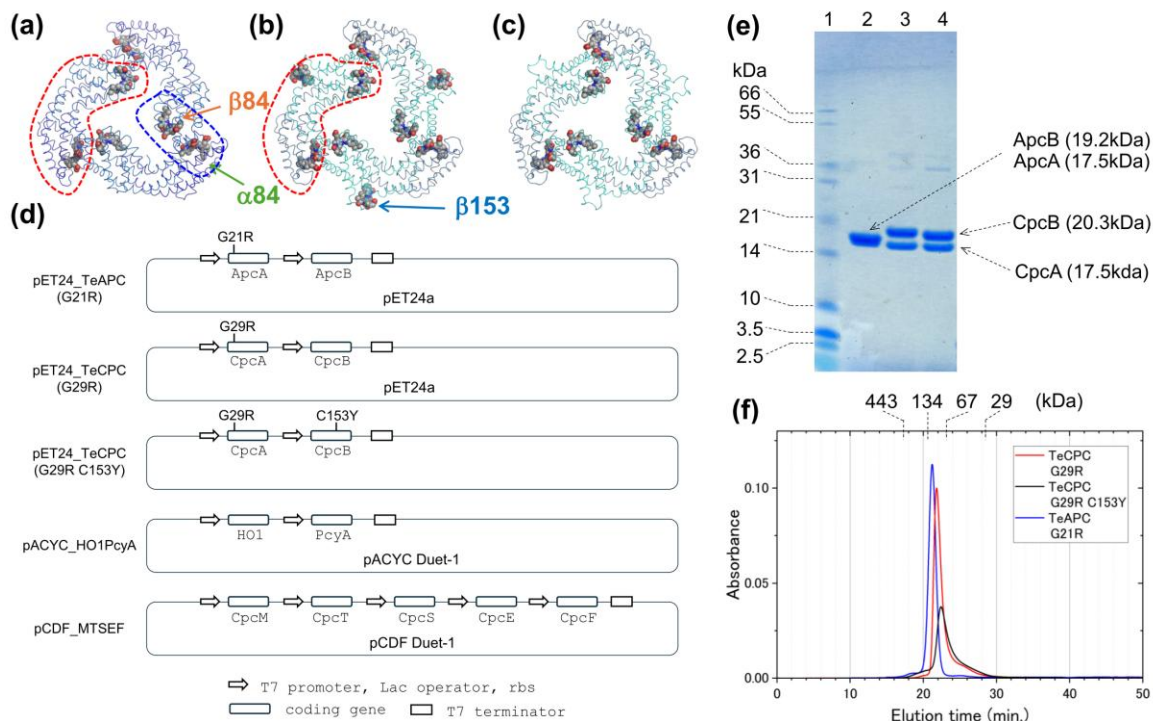 (a)
(b)
(c)
β84
α84
β153
(d)
pET24_TeAPC
(G21R)
G21R
ApcA
ApcB
pET24a
pET24_TeCPC
(G29R)
G29R
CpcA
CpcB
pET24a
pET24_TeCPC
(G29R C153Y)
G29R
C153Y
CpcA
CpcB
pACYC_HO1PcyA
HO1
PcyA
pACYC Duet-1
pCDF_MTSEF
CpcM
CpcT
CpcS
CpcE
CpcF
pCDF Duet-1
T7 promoter, Lac operator, rbs
coding gene
T7 terminator
(e)
1 2 3 4
kDa
66
55
36
31
21
14
10
3.5
2.5
ApcB (19.2kDa)
ApcA (17.5kDa)
CpcB (20.3kDa)
CpcA (17.5kda)
(f)
443 134 67 29 (kDa)
TeCPC
G29R
TeCPC
G29R C153Y
TeAPC
G21R
Absorbance
0.10
0.05
0.00
0 10 20 30 40 50
Elution time (min.)